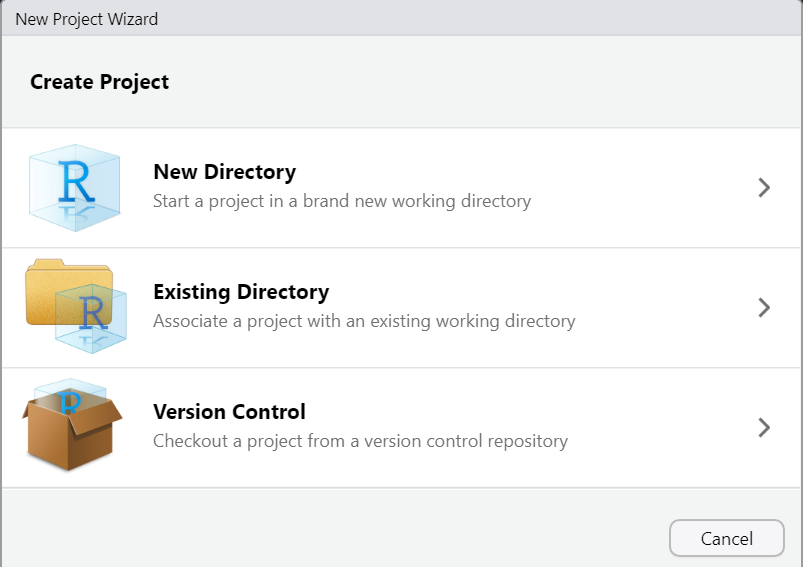 New Project Wizard
Create Project
R
New Directory
Start a project in a brand new working directory
R
Existing Directory
Associate a project with an existing working directory
R
Version Control
Checkout a project from a version control repository
Cancel